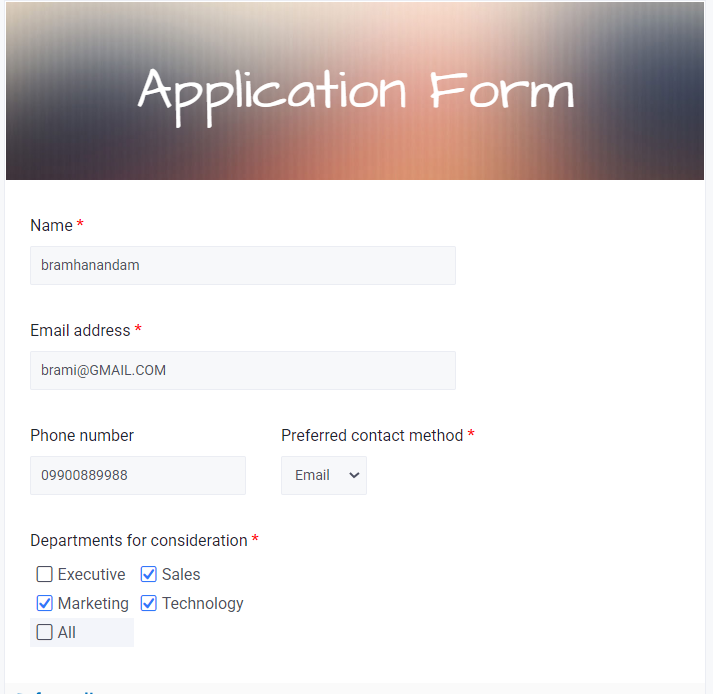 Application Form
Name *
bramhanandam
Email address *
brami@GMAIL.COM
Phone number Preferred contact method *
09900889988 Email
Departments for consideration *
Executive Sales
Marketing Technology
All